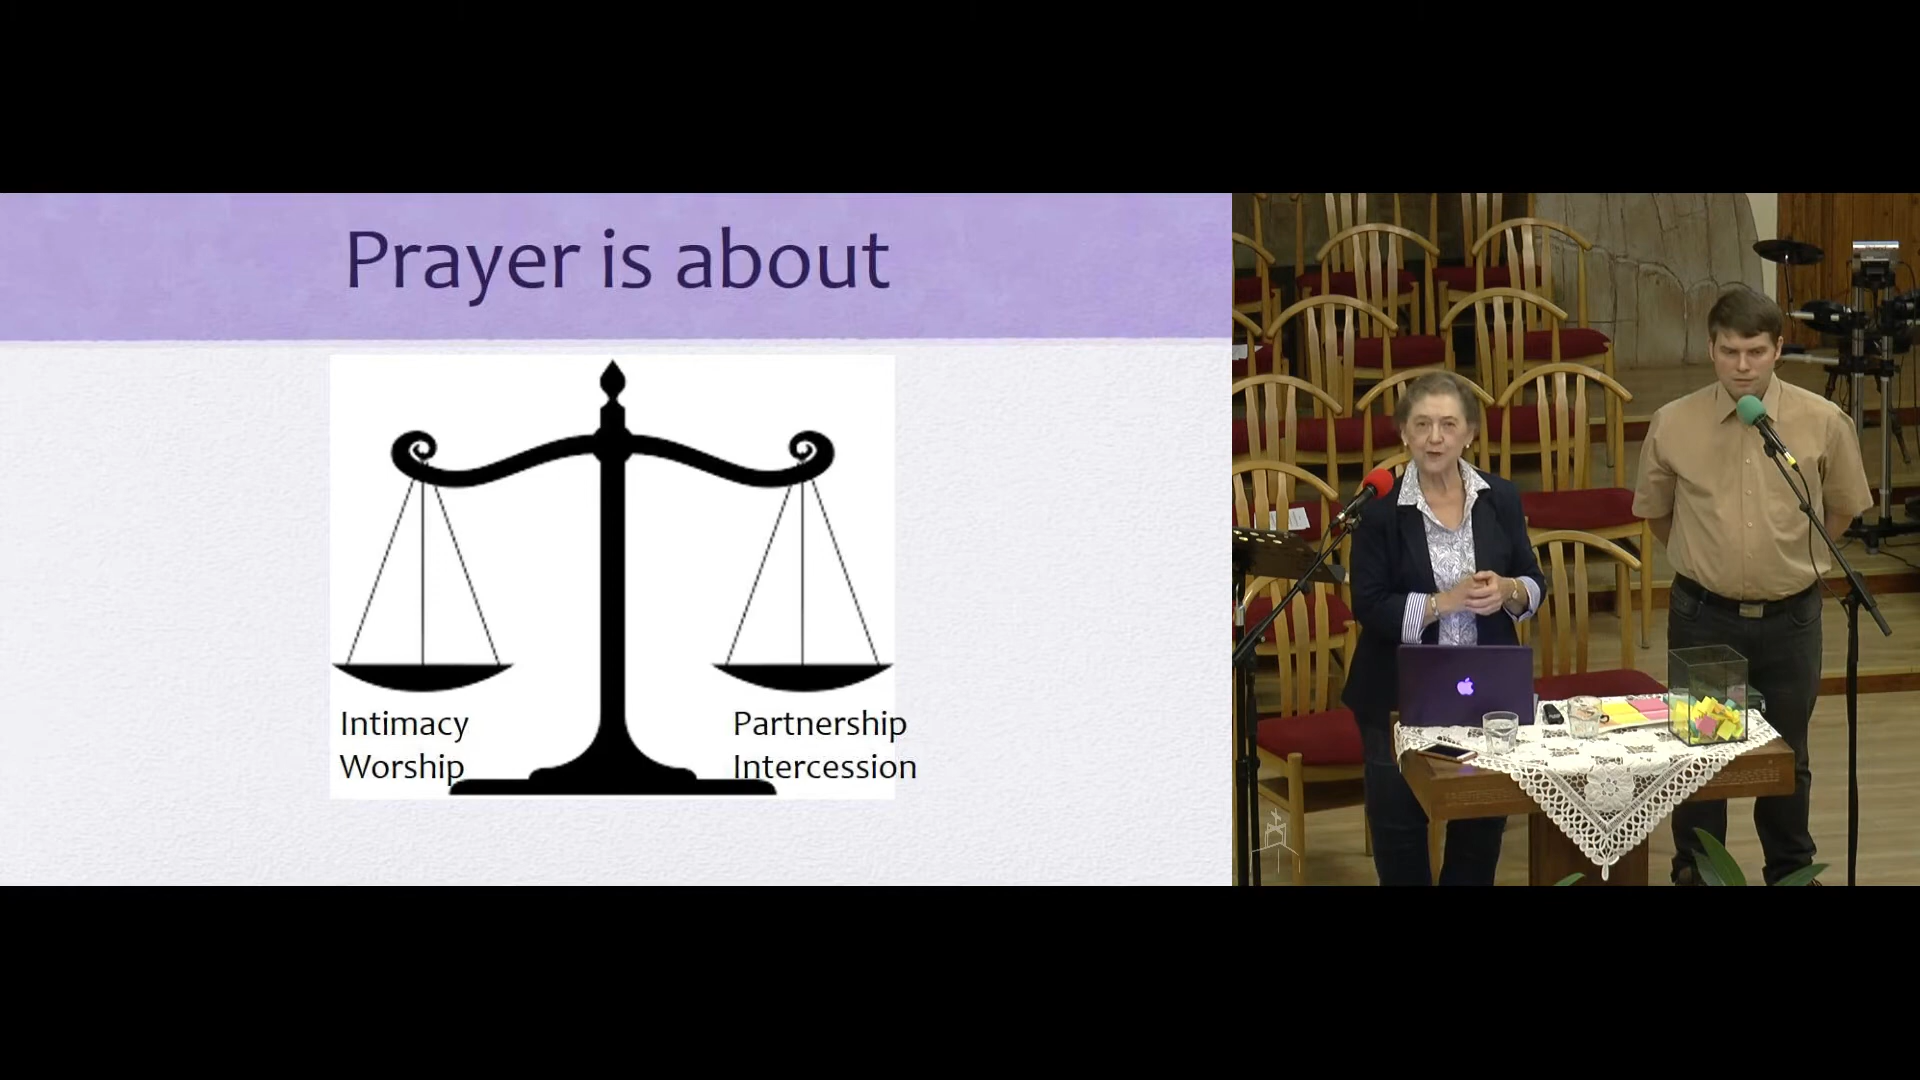 Prayer is about
Intimacy
Worship
Partnership
Intercession